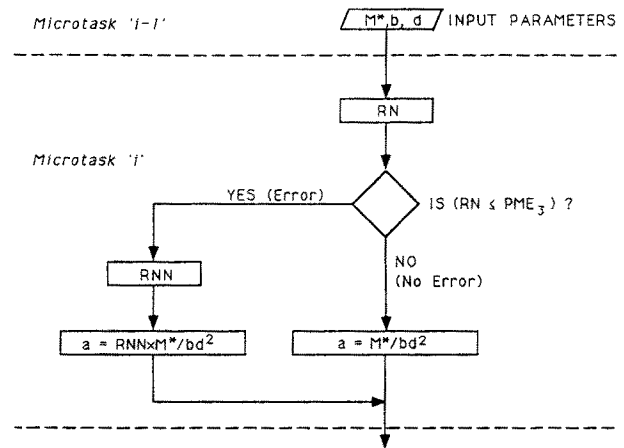 Microtask 'i-1'
M*,b, d
INPUT PARAMETERS
RN
Microtask 'i'
YES (Error)
IS (RN ≤ PME₃) ?
RNN
NO
(No Error)
a = RNN×M*/bd²
a = M*/bd²